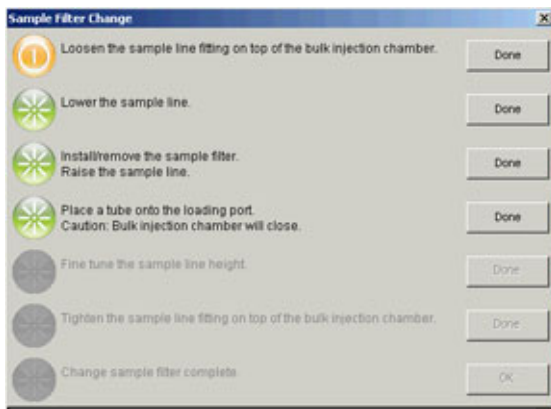 Sample Filter Change
Loosen the sample line fitting on top of the bulk injection chamber.
Done
Lower the sample line.
Done
Install/remove the sample filter.
Raise the sample line.
Done
Place a tube onto the loading port.
Caution: Bulk injection chamber will close.
Done
Fine tune the sample line height.
Done
Tighten the sample line fitting on top of the bulk injection chamber.
Done
Change sample filter complete
OK